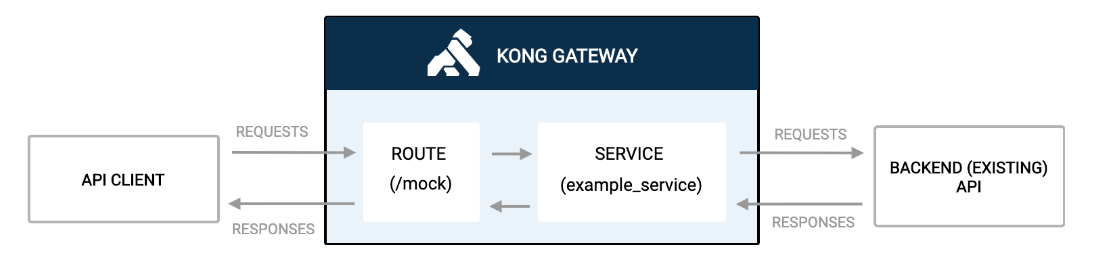 KONG GATEWAY
REQUESTS
REQUESTS
API CLIENT
ROUTE
(/mock)
SERVICE
(example_service)
BACKEND (EXISTING)
API
RESPONSES
RESPONSES